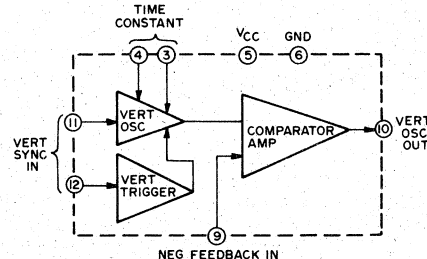 TIME
CONSTANT
VCC
GND
4
3
5
6
11
VERT
OSC
COMPARATOR
AMP
10
VERT
OSC
OUT
VERT
SYNC
IN
12
VERT
TRIGGER
9
NEG FEEDBACK IN